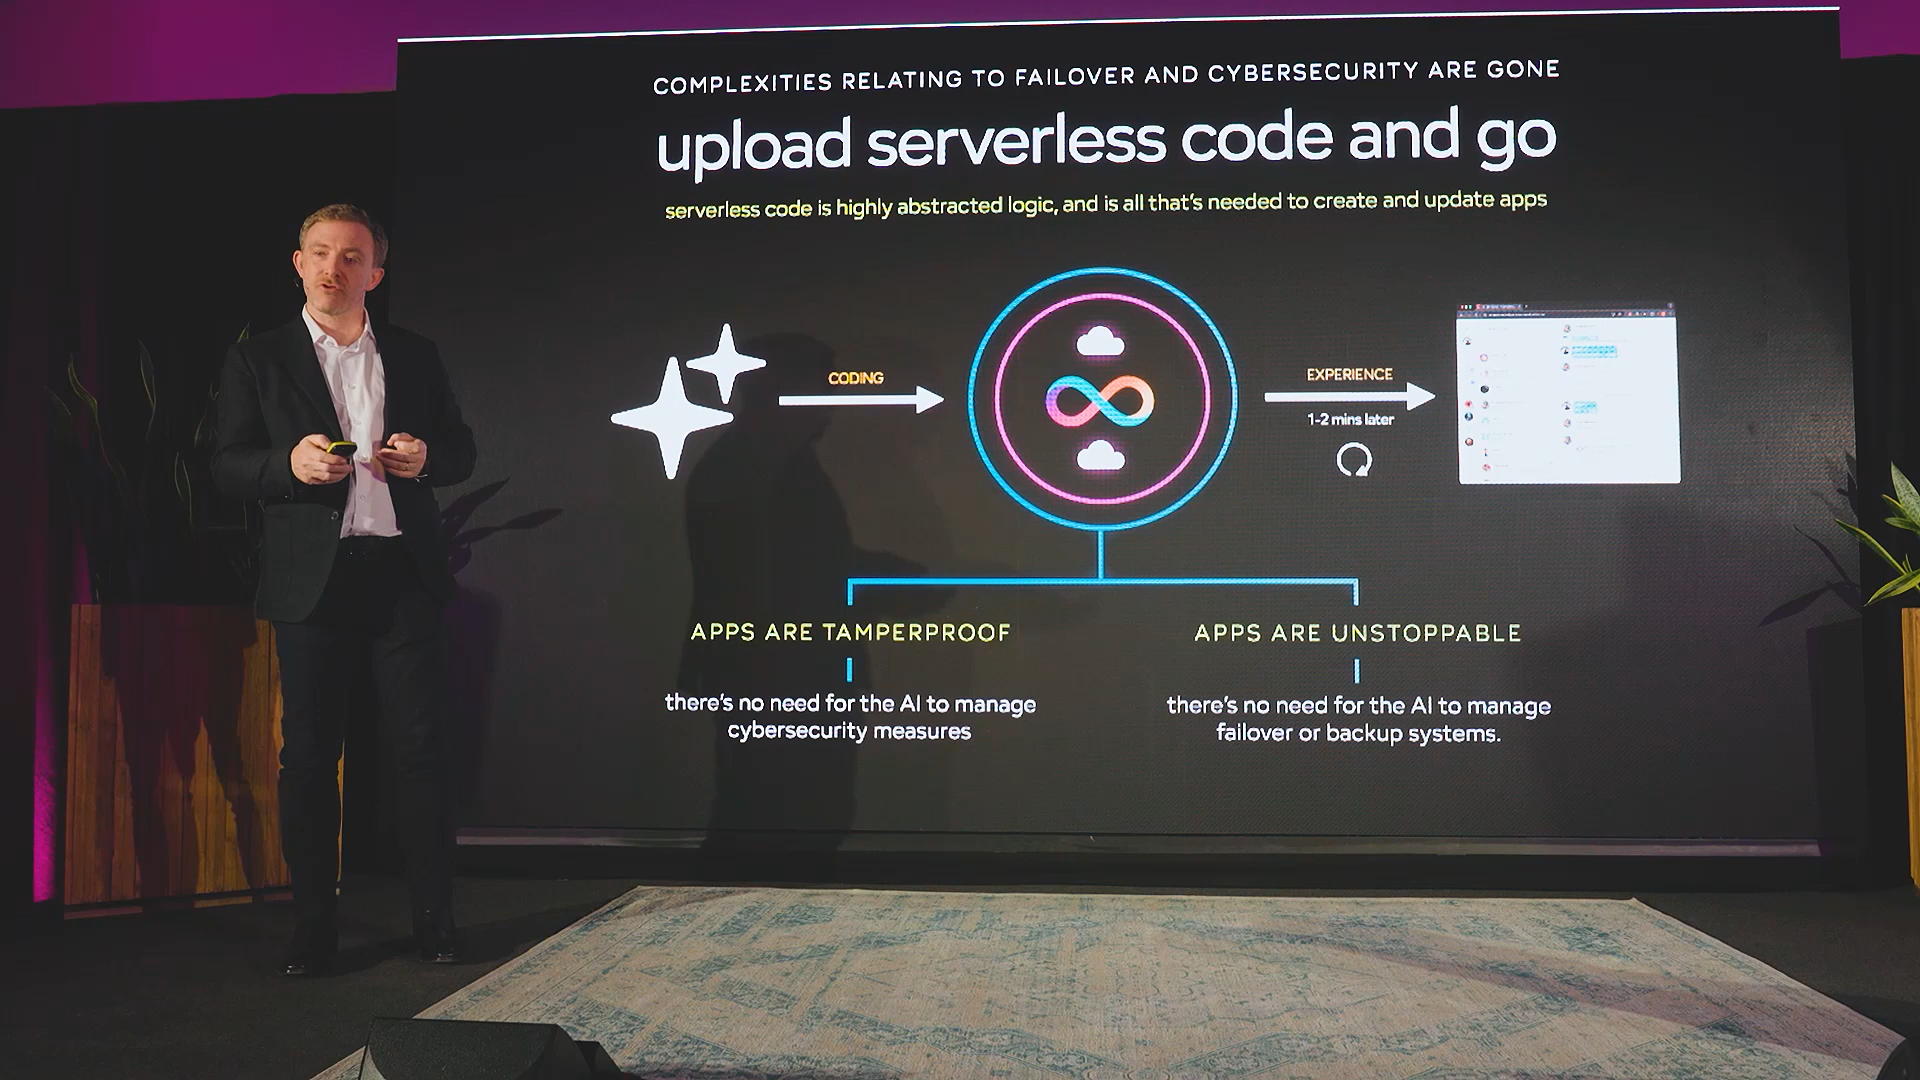 COMPLEXITIES RELATING TO FAILOVER AND CYBERSECURITY ARE GONE
upload serverless code and go
serverless code is highly abstracted logic, and is all that's needed to create and update apps
CODING
EXPERIENCE
1-2 mins later
APPS ARE TAMPERPROOF
APPS ARE UNSTOPPABLE
there's no need for the AI to manage
cybersecurity measures
there's no need for the AI to manage
failover or backup systems.